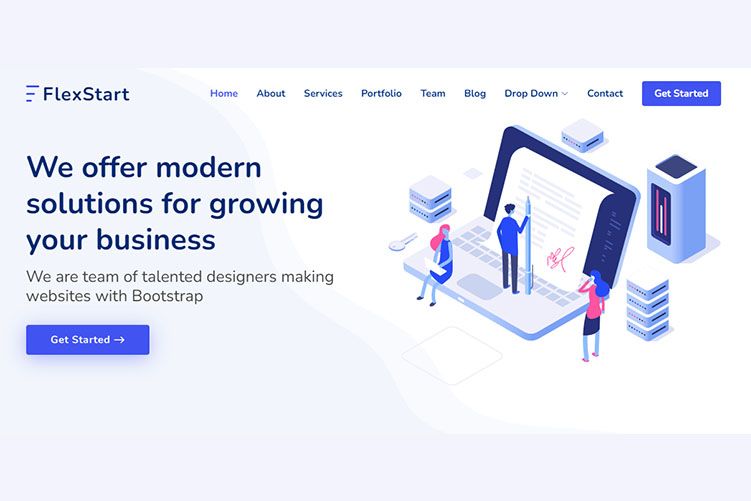 FlexStart
Home About Services Portfolio Team Blog Drop Down Contact Get Started
We offer modern
solutions for growing
your business
We are team of talented designers making
websites with Bootstrap
Get Started →